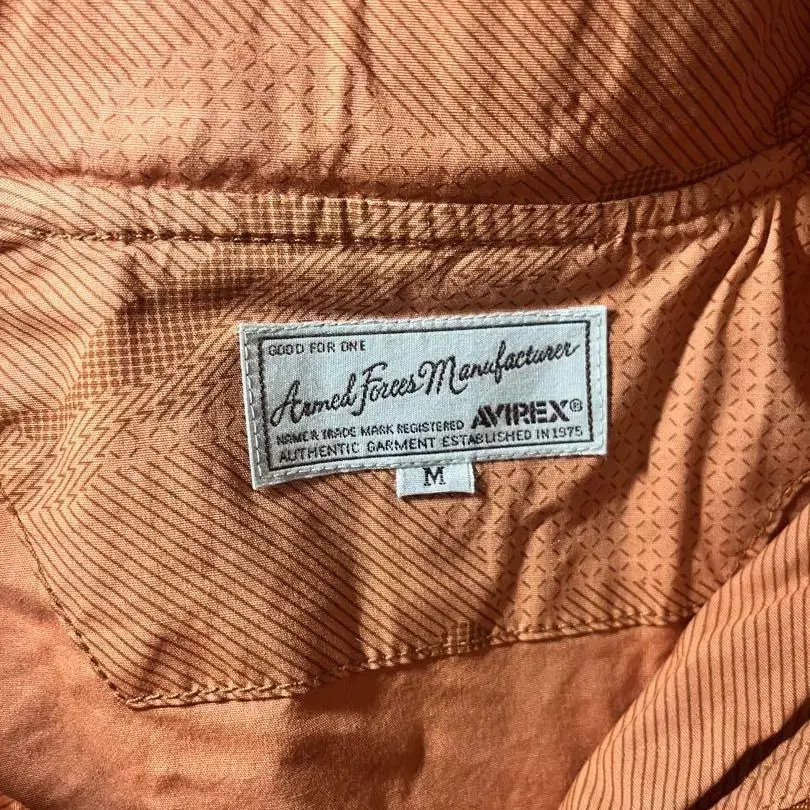 GOOD FOR ONE
Armed Forces Manufacturer
NAME & TRADE MARK REGISTERED AVIREX®
AUTHENTIC GARMENT ESTABLISHED IN 1975
M